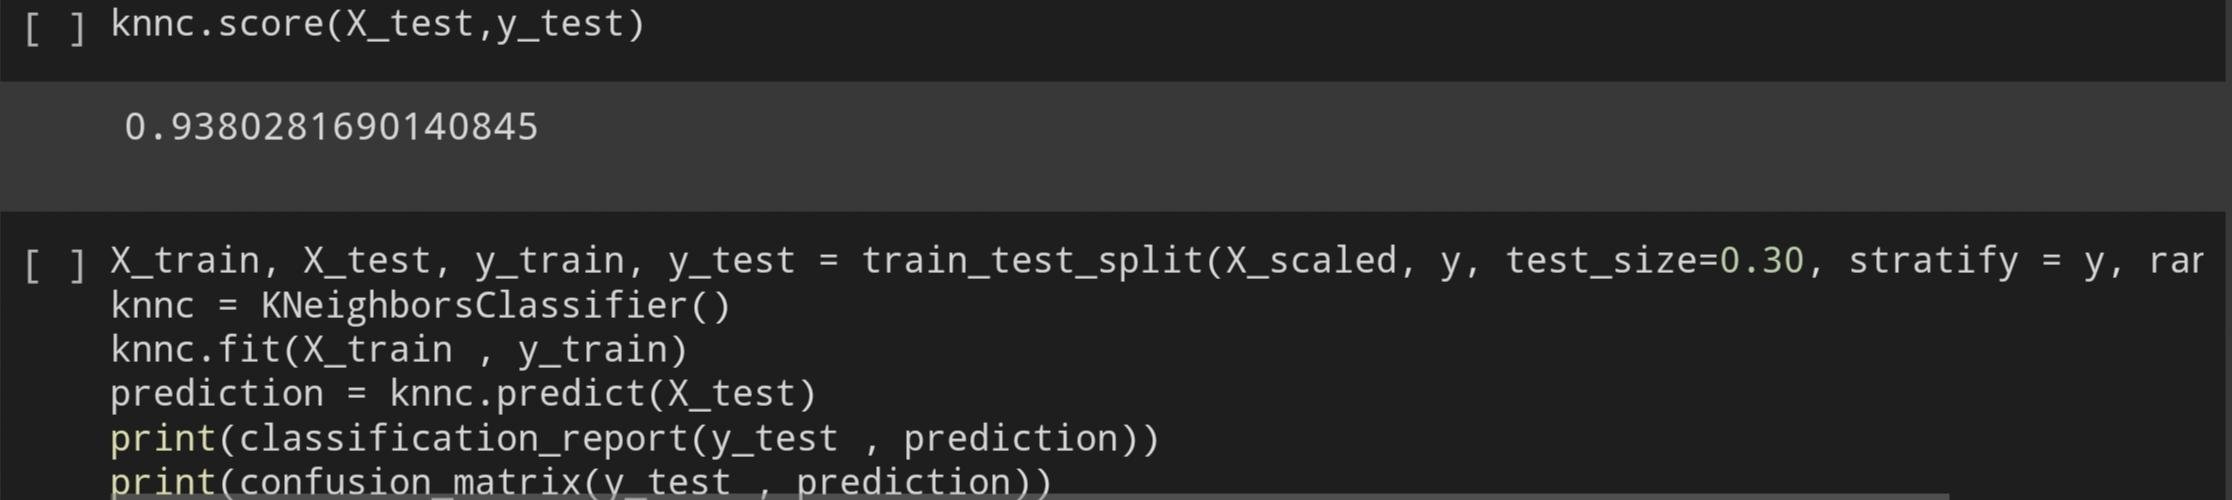 [ ] knnc.score(X_test,y_test)
0.9380281690140845
[ ] X_train, X_test, y_train, y_test = train_test_split(X_scaled, y, test_size=0.30, stratify = y, ran
knnc = KNeighborsClassifier()
knnc.fit(X_train , y_train)
prediction = knnc.predict(X_test)
print(classification_report(y_test , prediction))
print(confusion_matrix(y_test , prediction))